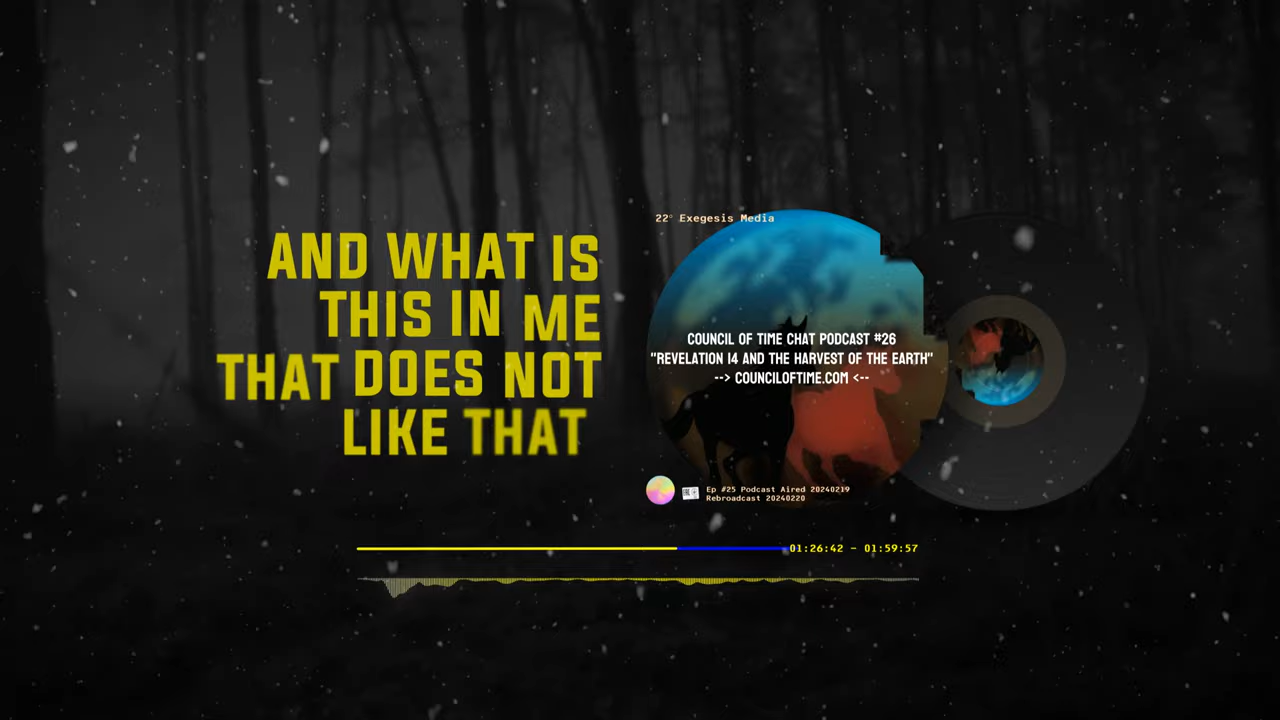 AND WHAT IS
THIS IN ME
THAT DOES NOT
LIKE THAT
22° Exegesis Media
COUNCIL OF TIME CHAT PODCAST #26
"REVELATION 14 AND THE HARVEST OF THE EARTH"
--> COUNCILOFTIME.COM <--
Ep #25 Podcast Aired 20240219
Rebroadcast 20240220
01:26:42 - 01:59:57